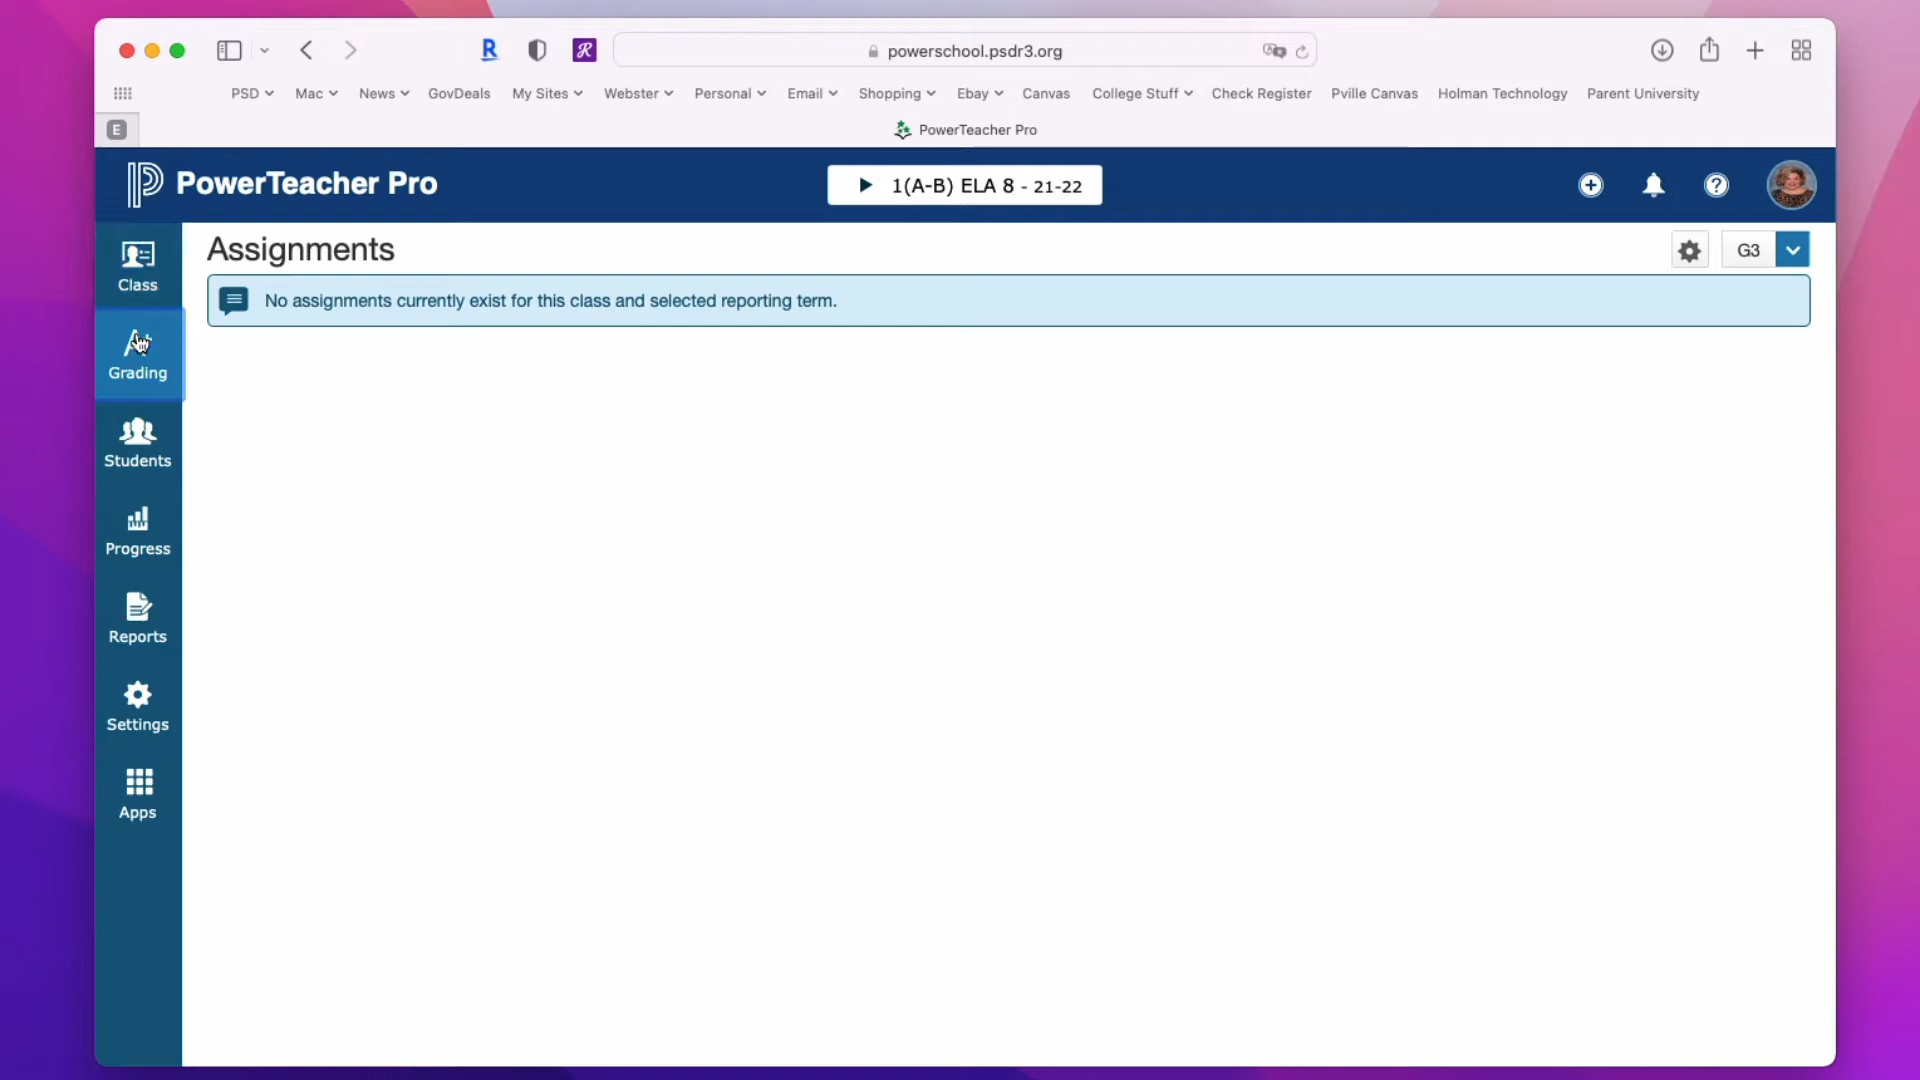 powerschool.psdr3.org
PSD Mac News GovDeals My Sites Webster Personal Email Shopping Ebay Canvas College Stuff Check Register Pville Canvas Holman Technology Parent University
E PowerTeacher Pro
PowerTeacher Pro 1(A-B) ELA 8 - 21-22
Assignments G3
No assignments currently exist for this class and selected reporting term.
Class
Grading
Students
Progress
Reports
Settings
Apps